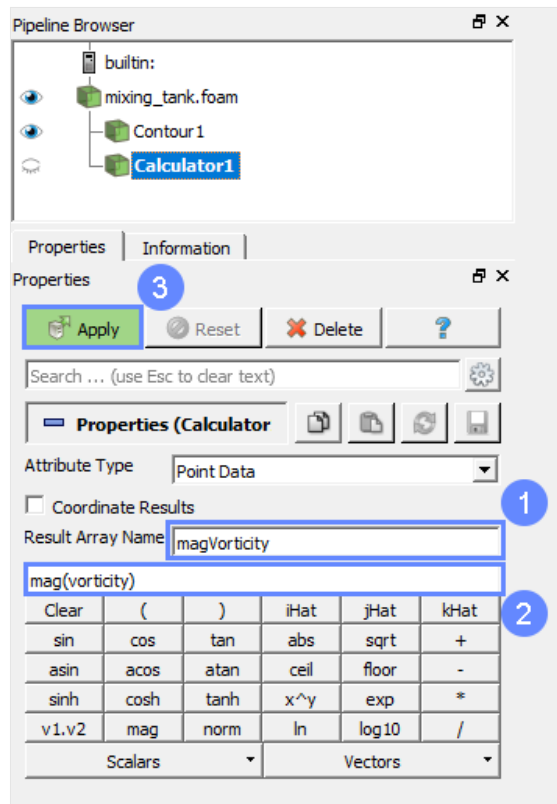 Pipeline Browser
builtin:
mixing_tank.foam
Contour1
Calculator1
Properties Information
Properties
3
Apply Reset Delete ?
Search ... (use Esc to clear text)
Properties (Calculator
Attribute Type Point Data
Coordinate Results
1
Result Array Name magVorticity
mag(vorticity)
2
Clear ( ) iHat jHat kHat
sin cos tan abs sqrt +
asin acos atan ceil floor -
sinh cosh tanh x^y exp *
v1.v2 mag norm ln log10 /
Scalars Vectors